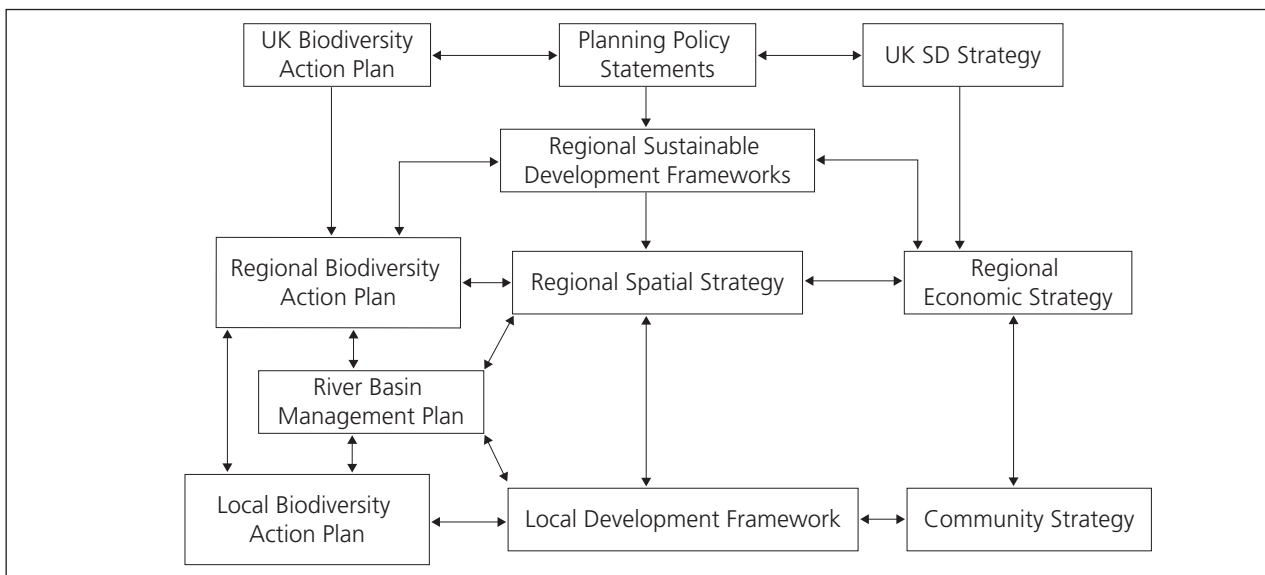 UK Biodiversity
Action Plan
Planning Policy
Statements
UK SD Strategy
Regional Sustainable
Development Frameworks
Regional Biodiversity
Action Plan
Regional Spatial Strategy
Regional
Economic Strategy
River Basin
Management Plan
Local Biodiversity
Action Plan
Local Development Framework
Community Strategy